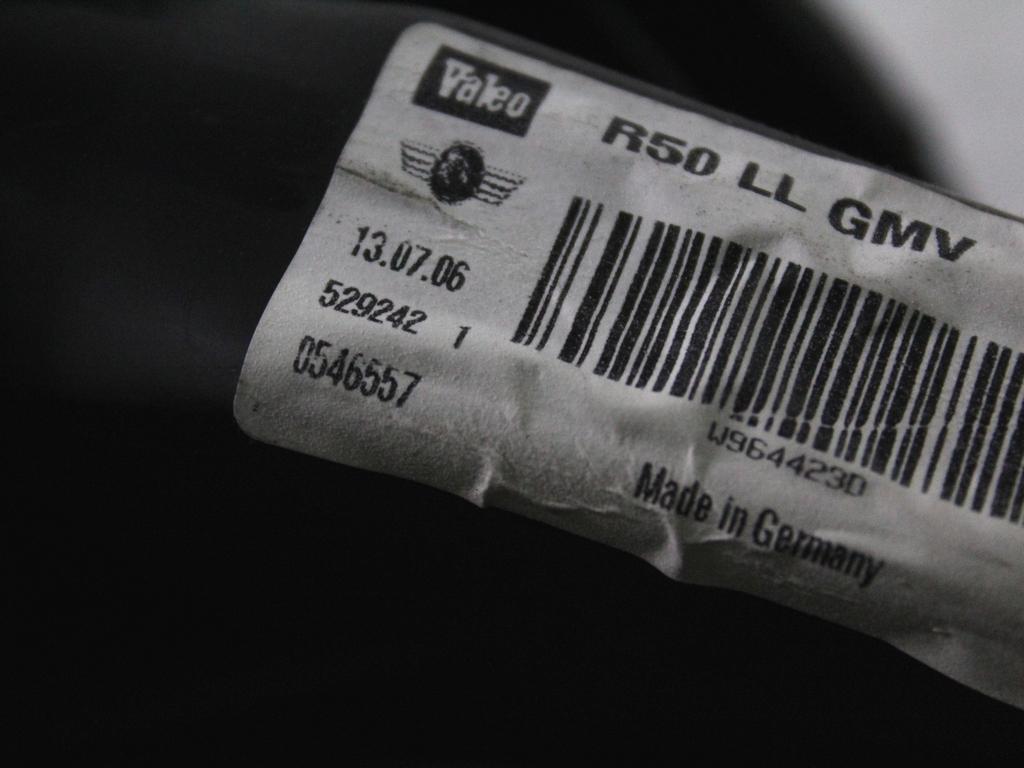 Valeo
R50 LL GMV
13.07.06
529242 1
0546557
W964423D
Made in Germany